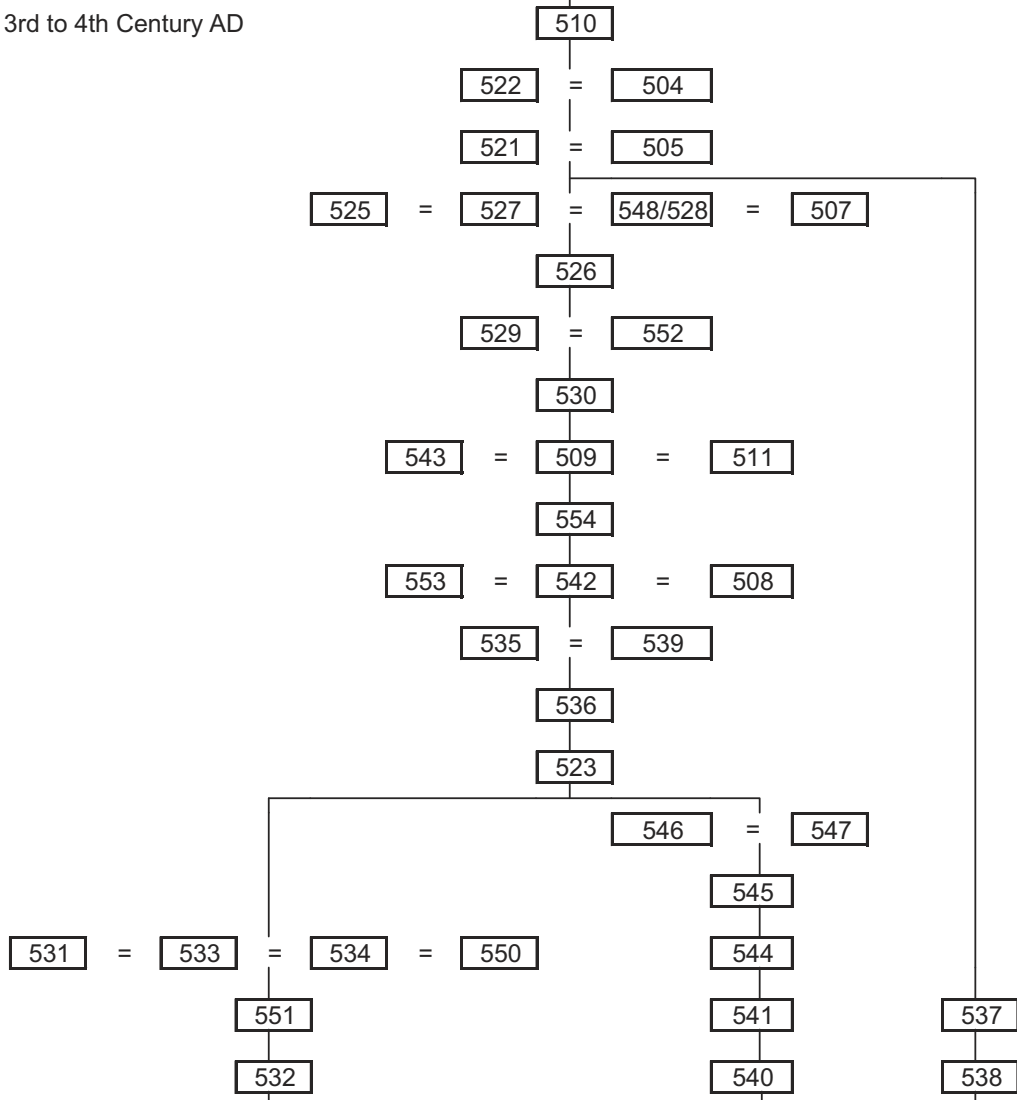 3rd to 4th Century AD
510
522 = 504
521 = 505
525 = 527 = 548/528 = 507
526
529 = 552
530
543 = 509 = 511
554
553 = 542 = 508
535 = 539
536
523
546 = 547
545
531 = 533 = 534 = 550 544
551 541 537
532 540 538